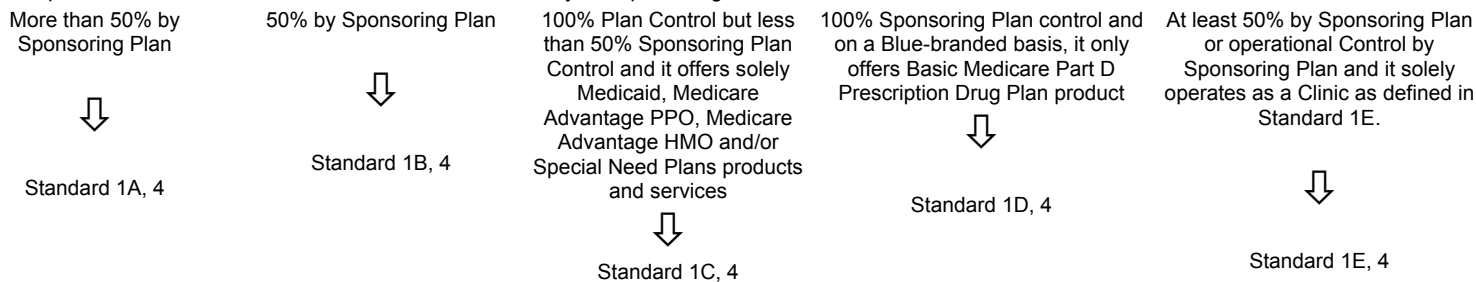 More than 50% by
Sponsoring Plan
Standard 1A, 4
50% by Sponsoring Plan
Standard 1B, 4
100% Plan Control but less
than 50% Sponsoring Plan
Control and it offers solely
Medicaid, Medicare
Advantage PPO, Medicare
Advantage HMO and/or
Special Need Plans products
and services
Standard 1C, 4
100% Sponsoring Plan control and
on a Blue-branded basis, it only
offers Basic Medicare Part D
Prescription Drug Plan product
Standard 1D, 4
At least 50% by Sponsoring Plan
or operational Control by
Sponsoring Plan and it solely
operates as a Clinic as defined in
Standard 1E.
Standard 1E, 4